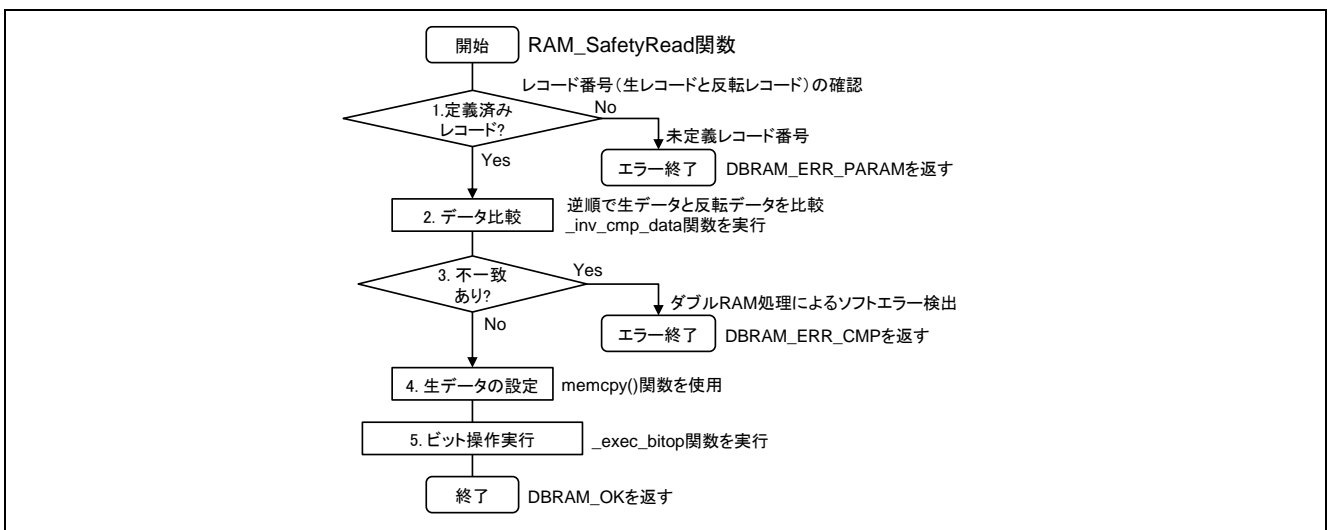 開始 RAM_SafetyRead関数
レコード番号(生レコードと反転レコード)の確認
1.定義済み
レコード?
No
Yes
未定義レコード番号
エラー終了 DBRAM_ERR_PARAMを返す
2. データ比較
逆順で生データと反転データを比較
_inv_cmp_data関数を実行
3. 不一致
あり?
Yes
No
ダブルRAM処理によるソフトエラー検出
エラー終了 DBRAM_ERR_CMPを返す
4. 生データの設定 memcpy()関数を使用
5. ビット操作実行 _exec_bitop関数を実行
終了 DBRAM_OKを返す